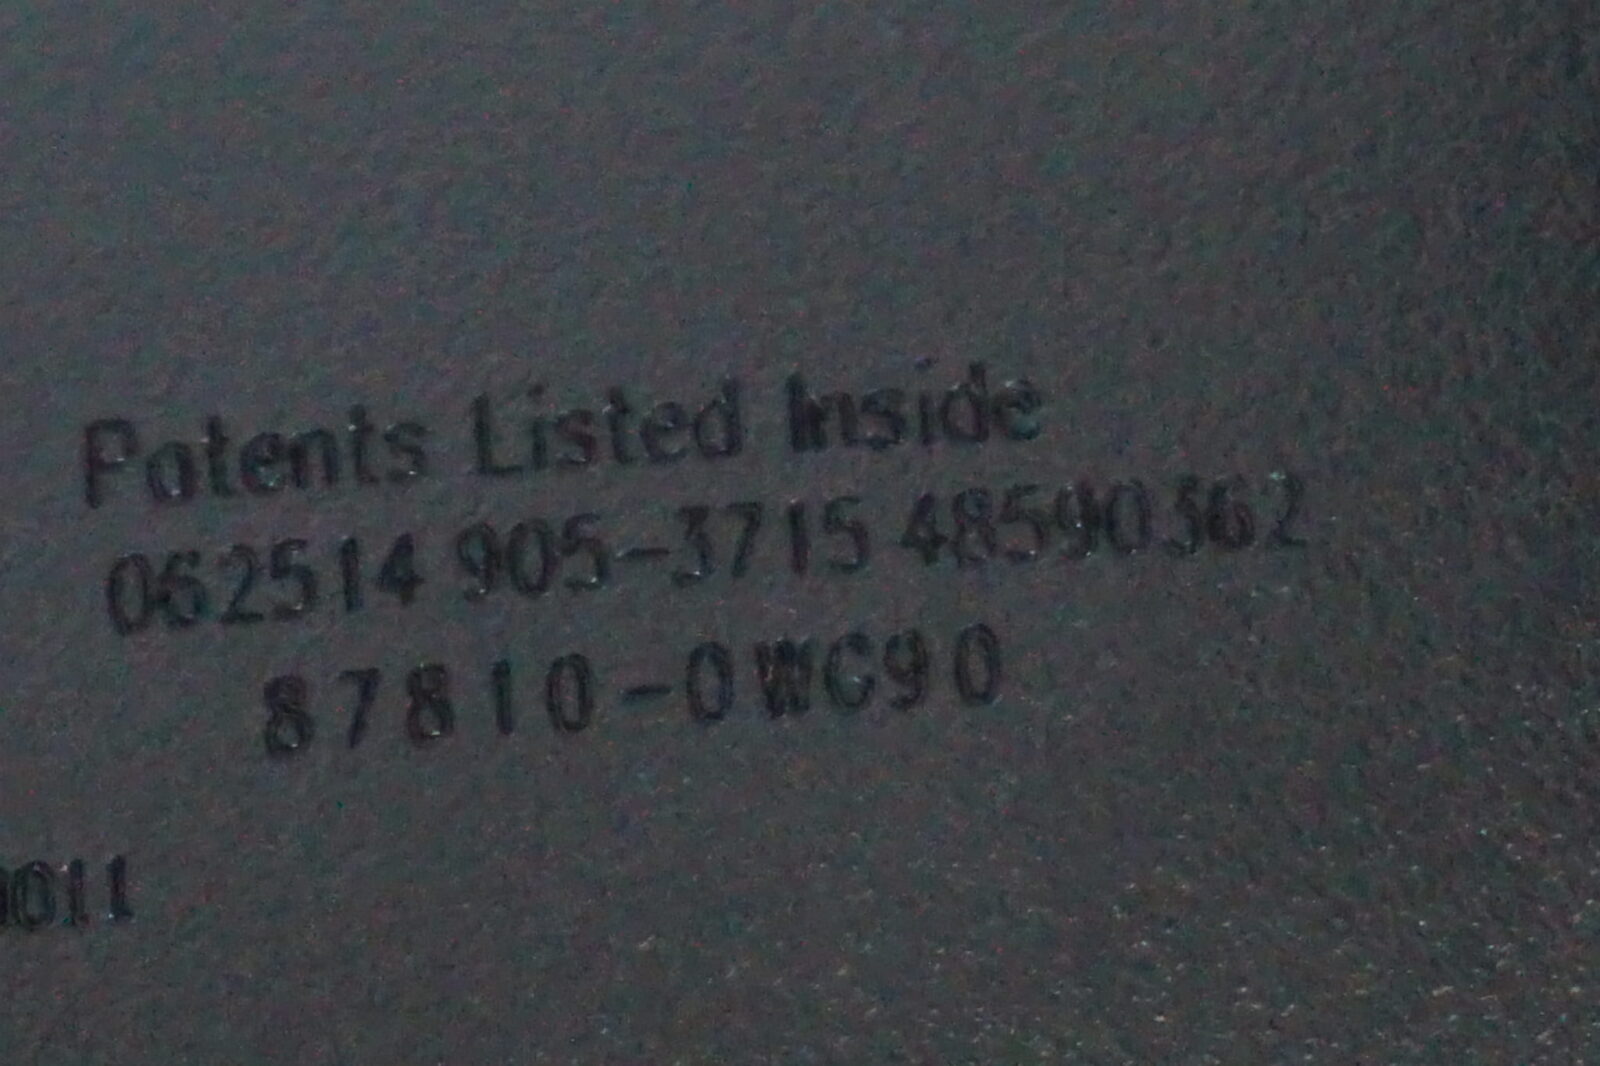 Patents Listed Inside
062514 905-3715 48590362
87810-0WC90
0011